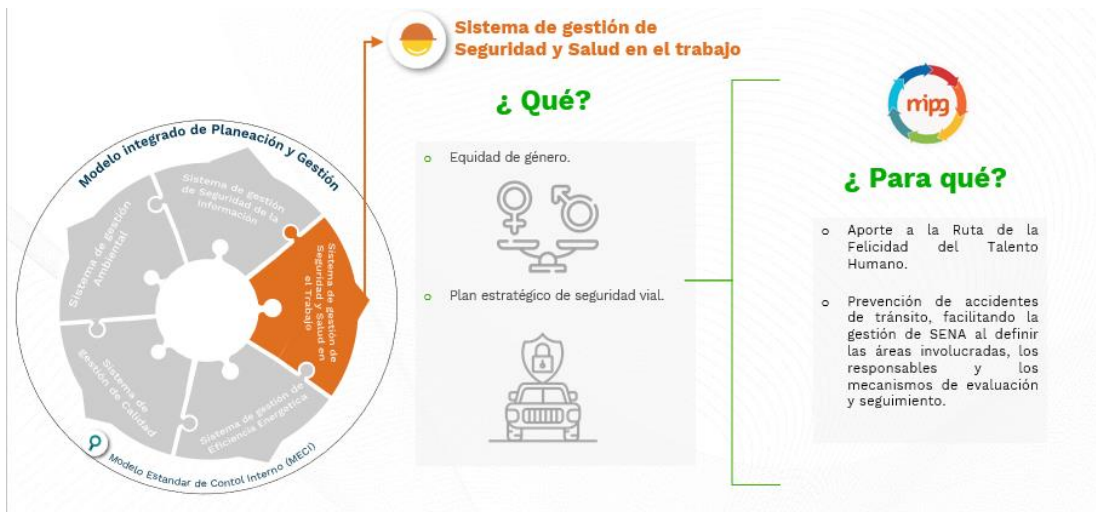 Sistema de gestión de
Seguridad y Salud en el trabajo
¿ Qué?
Equidad de género.
Plan estratégico de seguridad vial.
mipg
¿ Para qué?
Aporte a la Ruta de la
Felicidad del Talento
Humano.
Prevención de accidentes
de tránsito, facilitando la
gestión de SENA al definir
las áreas involucradas, los
responsables y los
mecanismos de evaluación
y seguimiento.
Modelo integrado de Planeación y Gestión
Sistema de gestión
de Seguridad de la
Información
Sistema de gestión de
Seguridad y Salud en
el Trabajo
Sistema de gestión de
Eficiencia Energética
Sistema de
gestión de Calidad
Sistema de gestión
Ambiental
Modelo Estandar de Contol Interno (MECI)